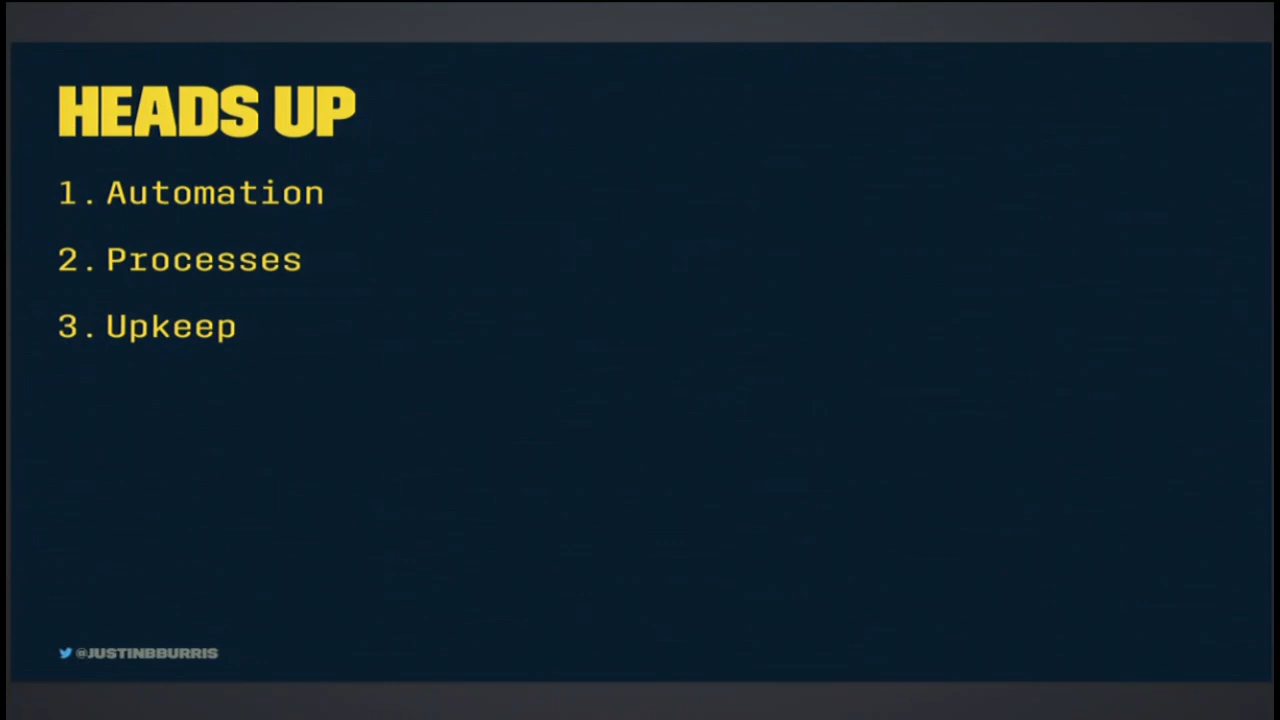 HEADS UP
1. Automation
2. Processes
3. Upkeep
@JUSTINBBURRIS